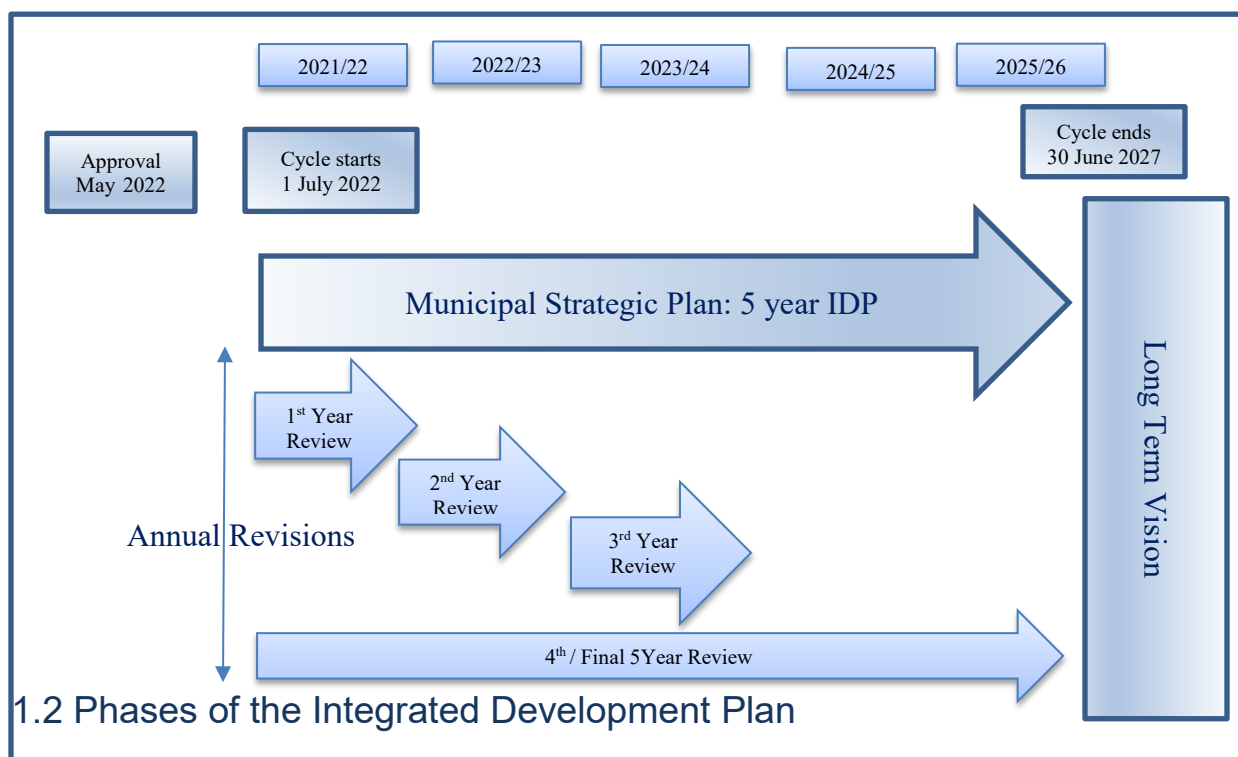 2021/22
2022/23
2023/24
2024/25
2025/26
Approval
May 2022
Cycle starts
1 July 2022
Cycle ends
30 June 2027
Municipal Strategic Plan: 5 year IDP
Long Term Vision
1st Year
Review
2nd Year
Review
3rd Year
Review
Annual Revisions
4th / Final 5Year Review
1.2 Phases of the Integrated Development Plan